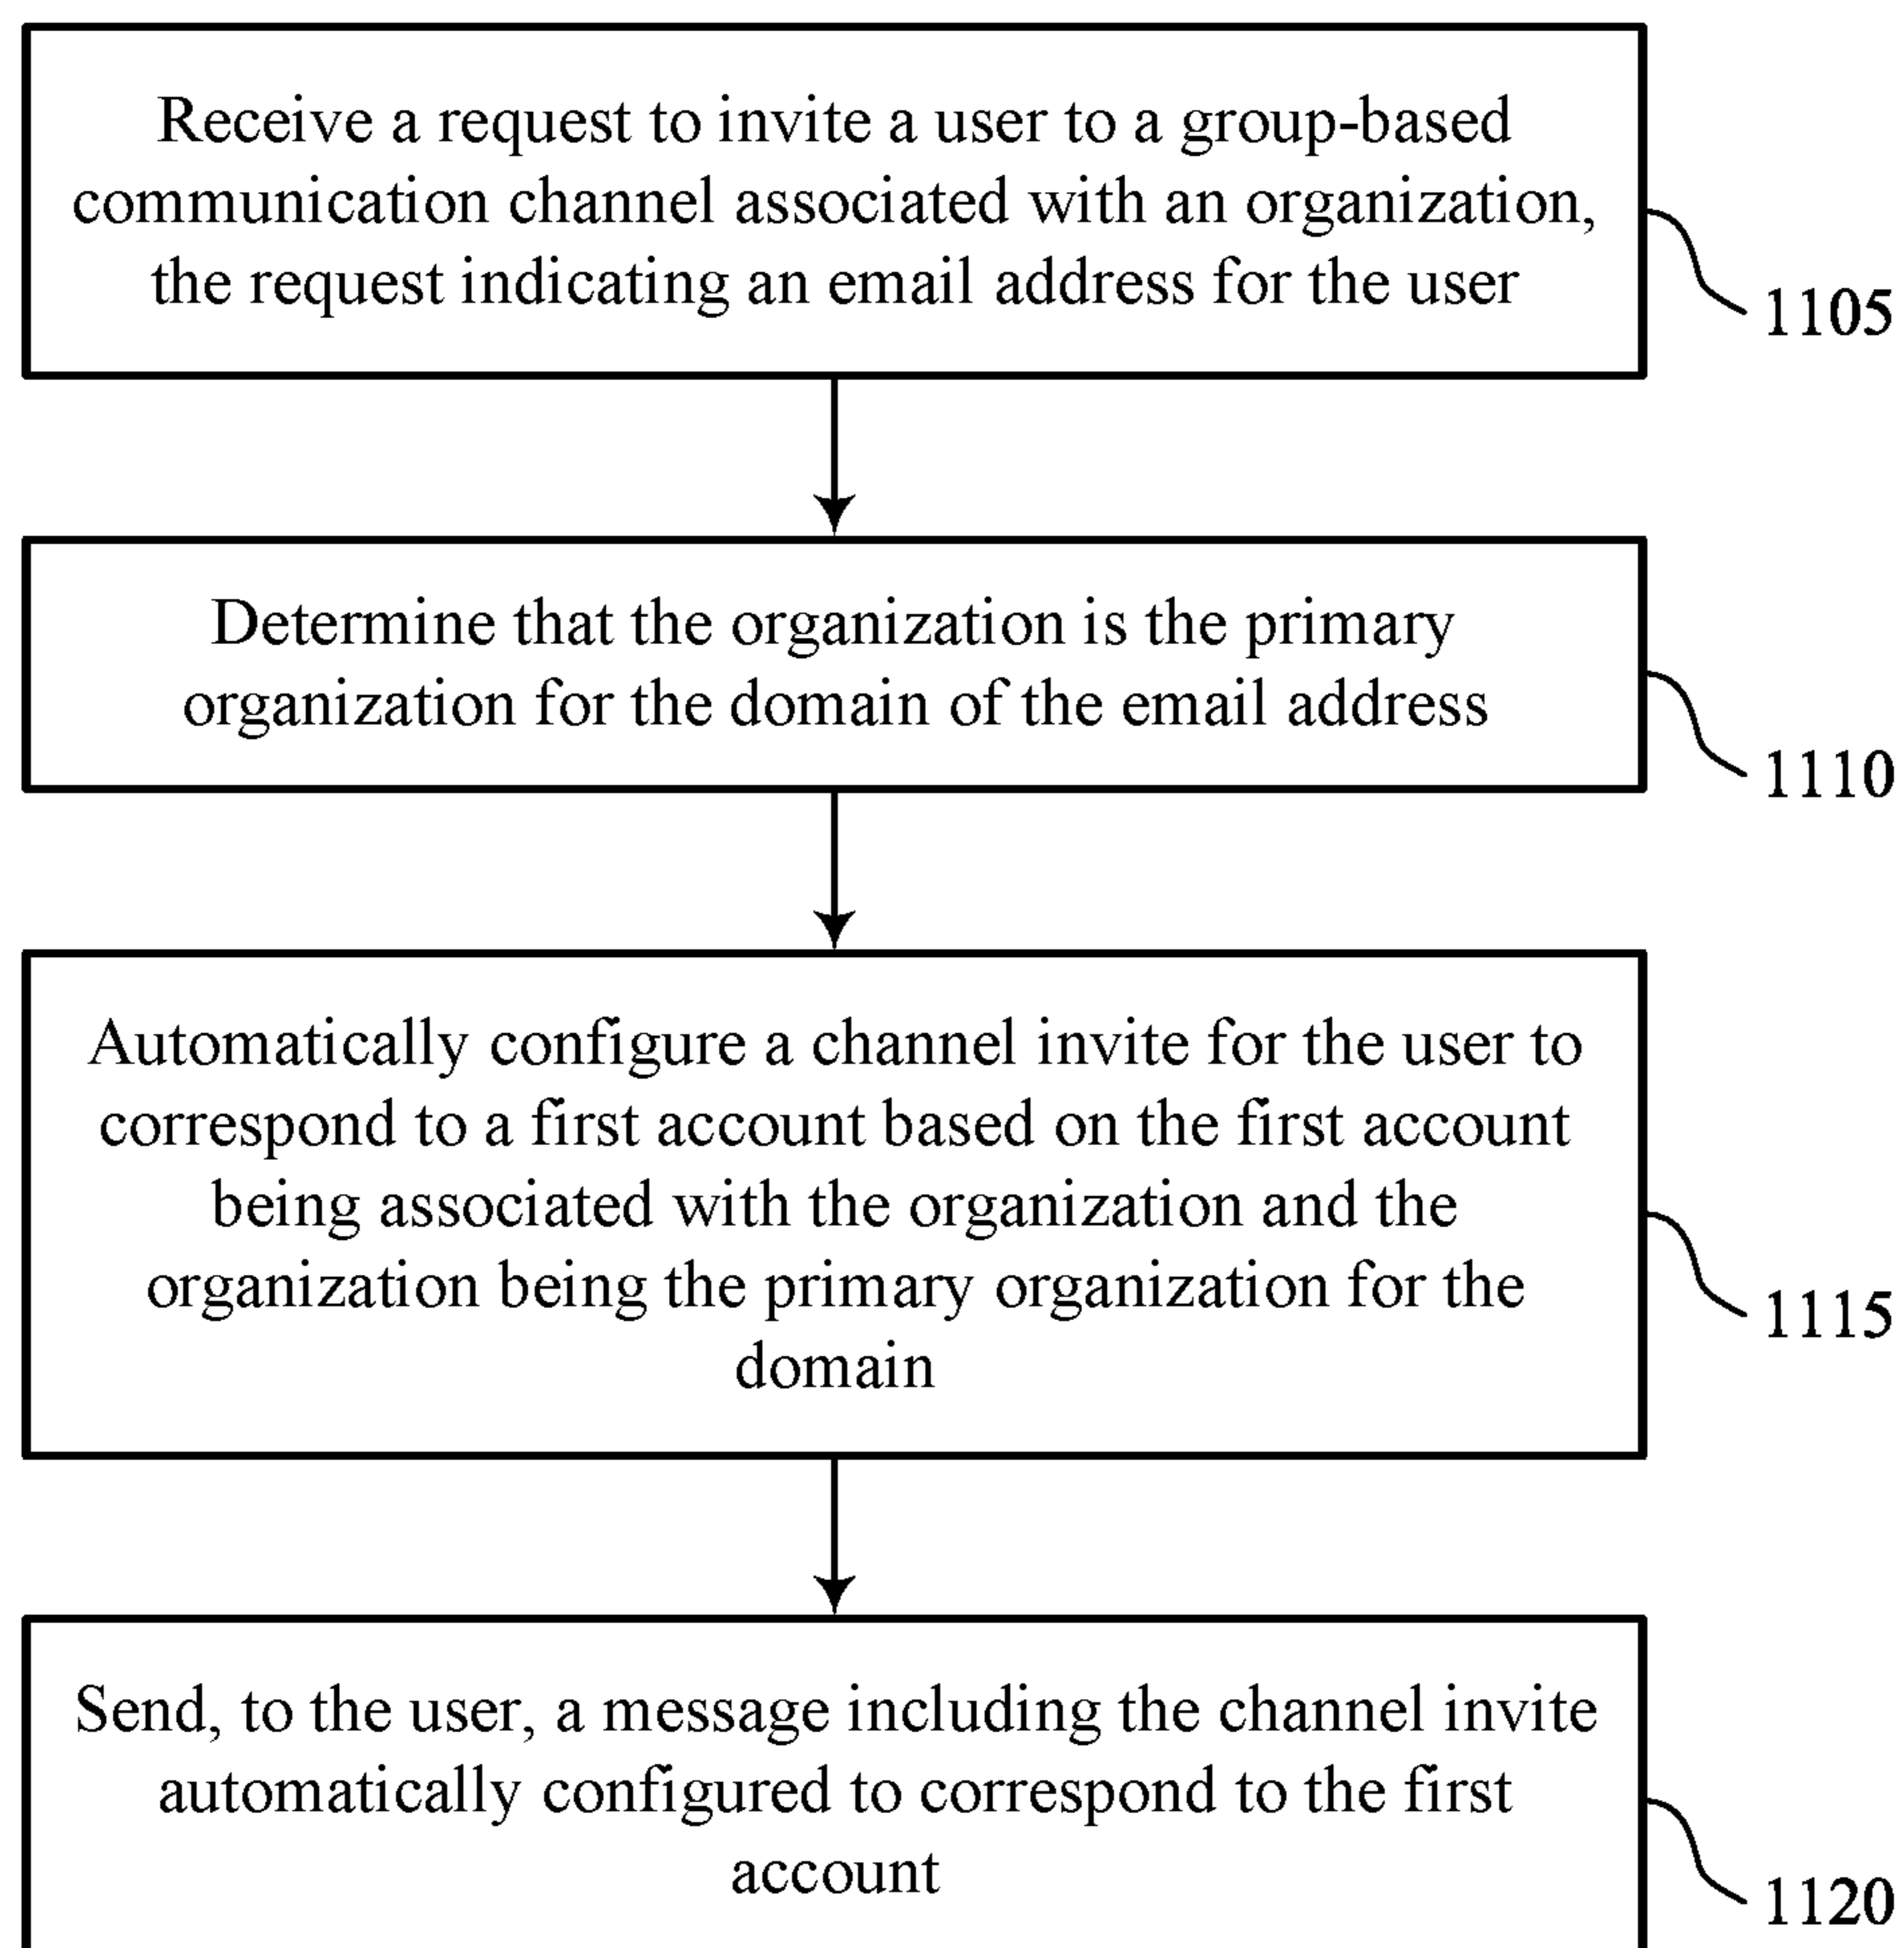 Receive a request to invite a user to a group-based
communication channel associated with an organization,
the request indicating an email address for the user
1105
Determine that the organization is the primary
organization for the domain of the email address
1110
Automatically configure a channel invite for the user to
correspond to a first account based on the first account
being associated with the organization and the
organization being the primary organization for the
domain
1115
Send, to the user, a message including the channel invite
automatically configured to correspond to the first
account
1120